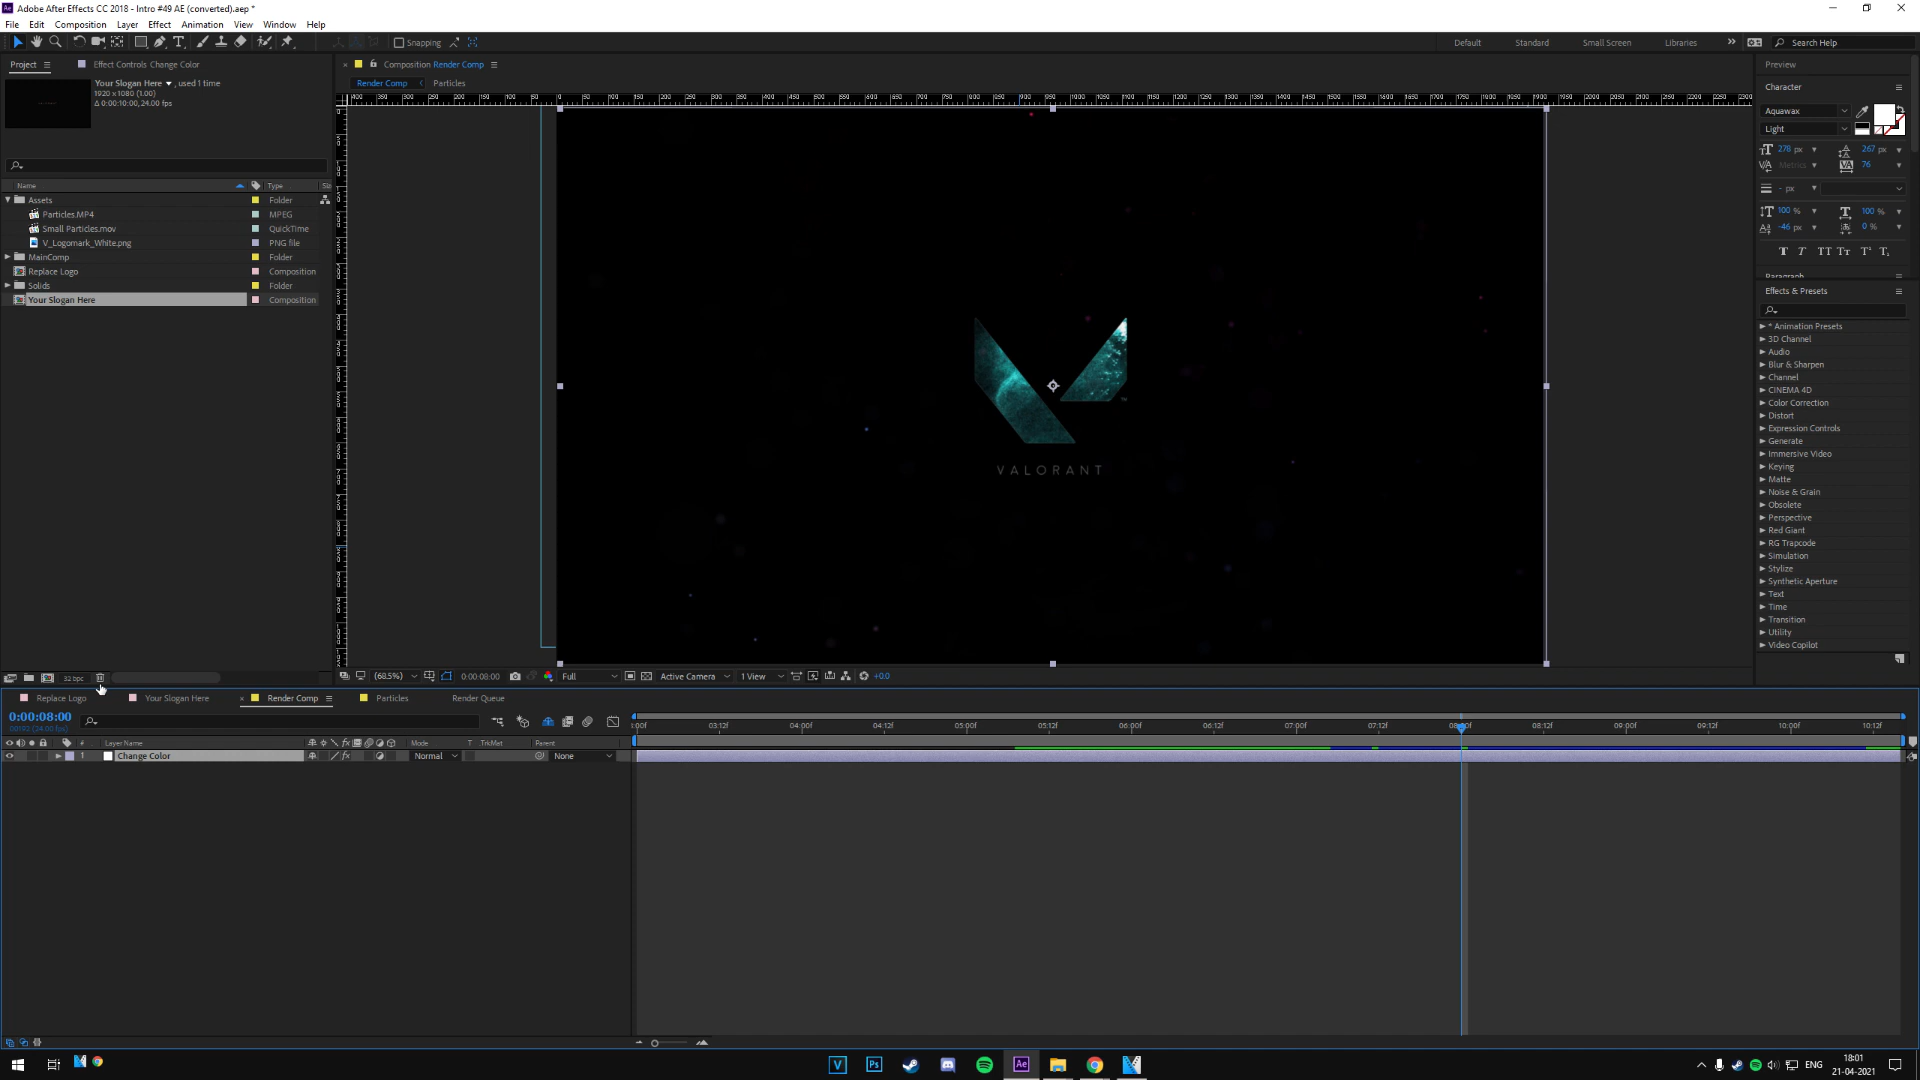 Adobe After Effects CC 2018 - Intro #49 AE (converted).aep *
File Edit Composition Layer Effect Animation View Window Help
Snapping
Default Standard Small Screen Libraries Search Help
Project Effect Controls Change Color
Your Slogan Here , used 1 time
1920 x 1080 (1.00)
Δ 0:00:10:00, 24.00 fps
Name Type
Assets Folder
Particles.MP4 MPEG
Small Particles.mov QuickTime
V_Logomark_White.png PNG file
MainComp Folder
Replace Logo Composition
Solids Folder
Your Slogan Here Composition
32 bpc
Composition Render Comp
Render Comp Particles
VALORANT
(68.5%) 0:00:08:00 Full Active Camera 1 View +0.0
Preview
Character
Aquawax
Light
278 px 267 px
Metrics 76
- px
100 % 100 %
-46 px 0 %
Paragraph
Effects & Presets
* Animation Presets
3D Channel
Audio
Blur & Sharpen
Channel
CINEMA 4D
Color Correction
Distort
Expression Controls
Generate
Immersive Video
Keying
Matte
Noise & Grain
Obsolete
Perspective
Red Giant
RG Trapcode
Simulation
Stylize
Synthetic Aperture
Text
Time
Transition
Utility
Video Copilot
Replace Logo Your Slogan Here Render Comp Particles Render Queue
0:00:08:00
00192 (24.00 fps)
:00f 03:12f 04:00f 04:12f 05:00f 05:12f 06:00f 06:12f 07:00f 07:12f 08:00f 08:12f 09:00f 09:12f 10:00f 10:12f
# Layer Name Mode T TrkMat Parent
1 Change Color Normal None
ENG
18:01
21-04-2021